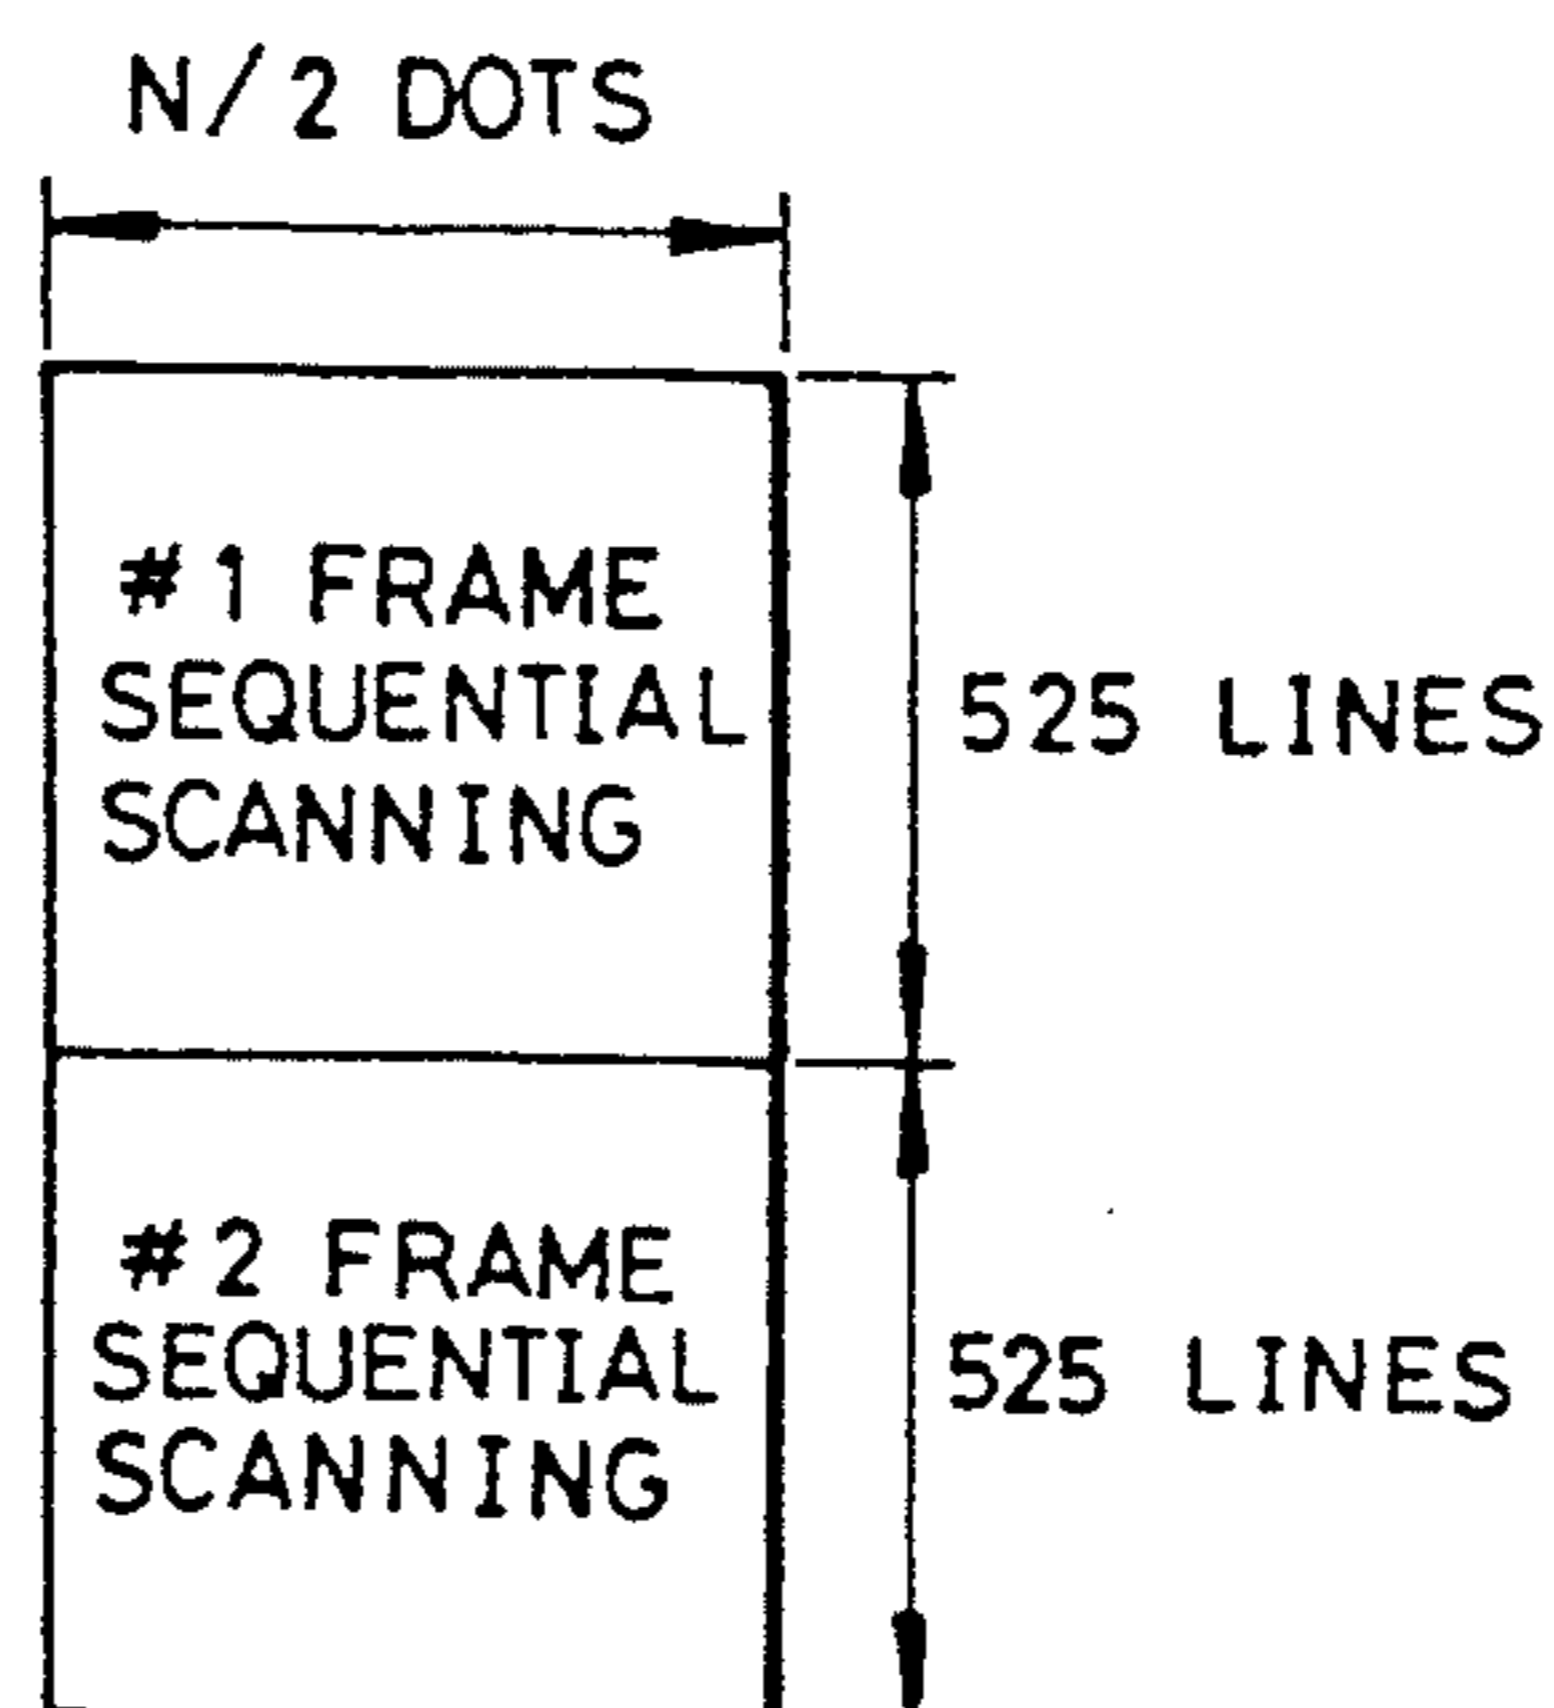 N/2 DOTS
#1 FRAME
SEQUENTIAL
SCANNING
525 LINES
#2 FRAME
SEQUENTIAL
SCANNING
525 LINES